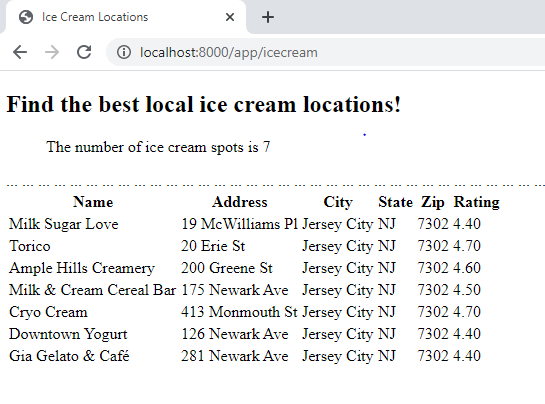 Ice Cream Locations
localhost:8000/app/icecream
Find the best local ice cream locations!
The number of ice cream spots is 7
Name Address City State Zip Rating
Milk Sugar Love 19 McWilliams Pl Jersey City NJ 7302 4.40
Torico 20 Erie St Jersey City NJ 7302 4.70
Ample Hills Creamery 200 Greene St Jersey City NJ 7302 4.60
Milk & Cream Cereal Bar 175 Newark Ave Jersey City NJ 7302 4.50
Cryo Cream 413 Monmouth St Jersey City NJ 7302 4.70
Downtown Yogurt 126 Newark Ave Jersey City NJ 7302 4.40
Gia Gelato & Café 281 Newark Ave Jersey City NJ 7302 4.40